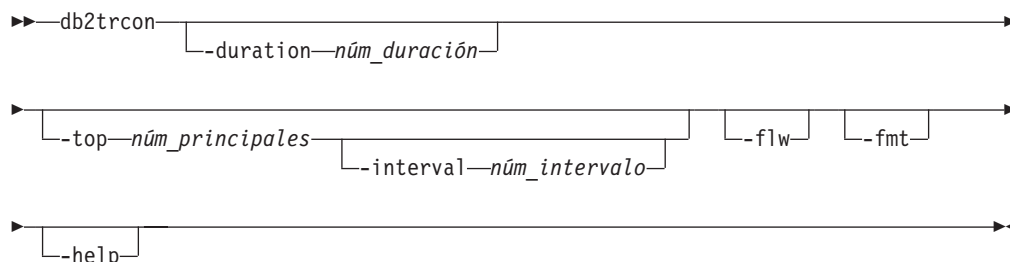 db2trcon
-duration núm_duración
-top núm_principales
-interval núm_intervalo
-flw
-fmt
-help